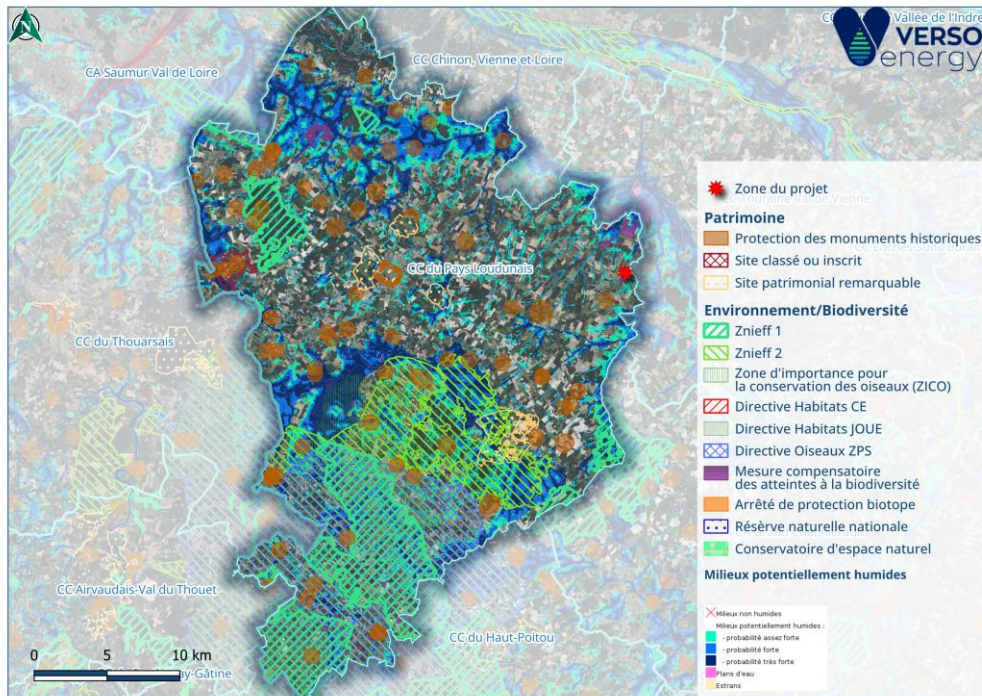 N
Vallée de l'Indre
VERSO
energy
CC Chinon, Vienne et Loire
CA Saumur Val de Loire
CC Touraine Val de Vienne
CC Loches Sud
CC du Pays Loudunais
CC du Thouarsais
CC Airvaudais-Val du Thouet
CC du Haut-Poitou
ay-Gâtine
0 5 10 km
Zone du projet
Patrimoine
Protection des monuments historiques
Site classé ou inscrit
Site patrimonial remarquable
Environnement/Biodiversité
Znieff 1
Znieff 2
Zone d'importance pour
la conservation des oiseaux (ZICO)
Directive Habitats CE
Directive Habitats JOUE
Directive Oiseaux ZPS
Mesure compensatoire
des atteintes à la biodiversité
Arrêté de protection biotope
Résèrve naturelle nationale
Conservatoire d'espace naturel
Milieux potentiellement humides
Milieux non humides
Milieux potentiellement humides :
- probabilité assez forte
- probabilité forte
- probabilité très forte
Plans d'eau
Estrans